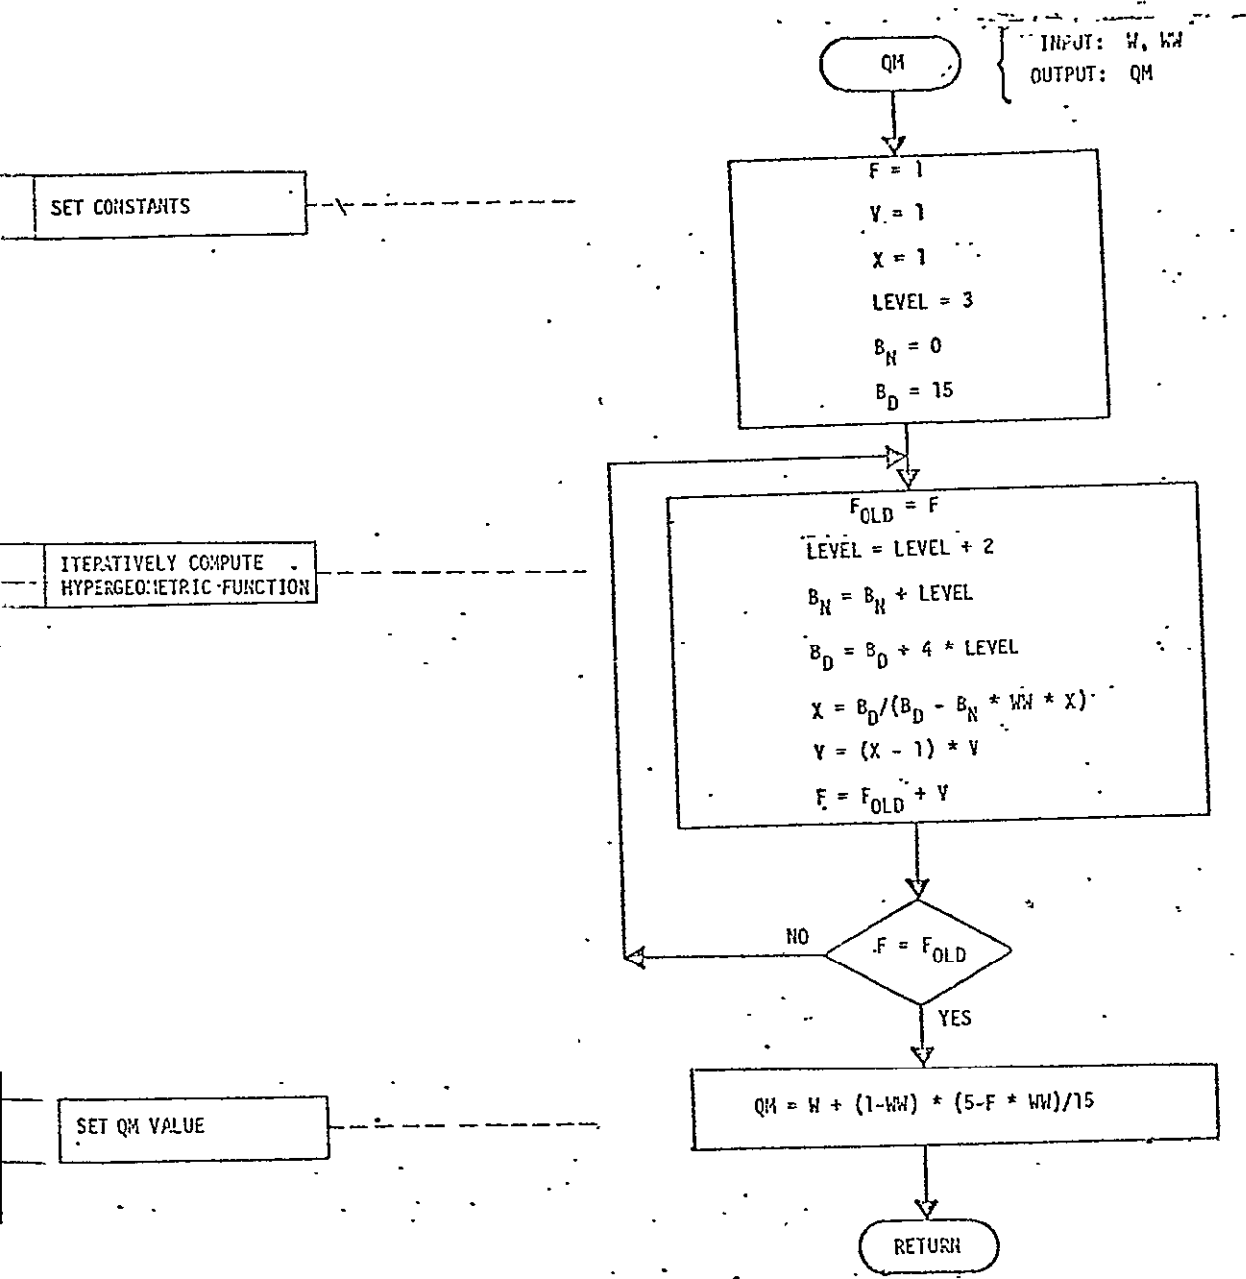 QM
INPUT: W, WW
OUTPUT: QM
SET CONSTANTS
F = 1
V = 1
X = 1
LEVEL = 3
B_N = 0
B_D = 15
ITERATIVELY COMPUTE
HYPERGEOMETRIC FUNCTION
F_OLD = F
LEVEL = LEVEL + 2
B_N = B_N + LEVEL
B_D = B_D + 4 * LEVEL
X = B_D/(B_D - B_N * WW * X)
V = (X - 1) * V
F = F_OLD + V
F = F_OLD
NO
YES
SET QM VALUE
QM = W + (1-WW) * (5-F * WW)/15
RETURN